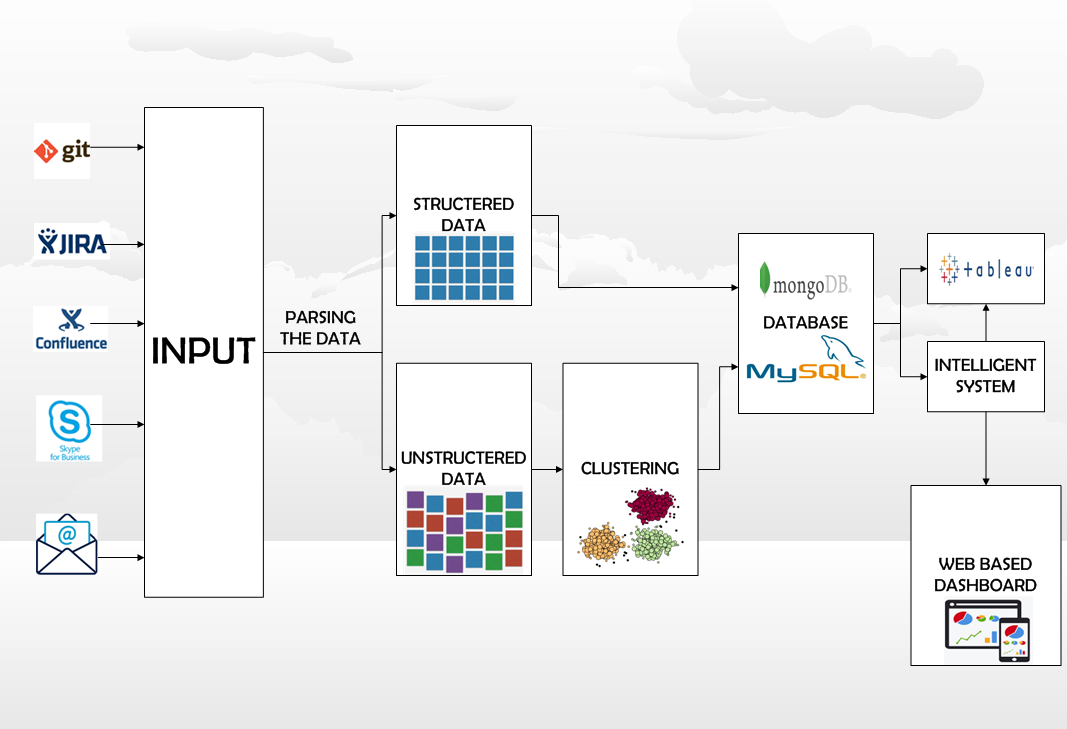 git
JIRA
Confluence
S
Skype
for Business
@
INPUT
PARSING
THE DATA
STRUCTERED
DATA
UNSTRUCTERED
DATA
CLUSTERING
mongoDB.
DATABASE
MySQL.
tableau
INTELLIGENT
SYSTEM
WEB BASED
DASHBOARD